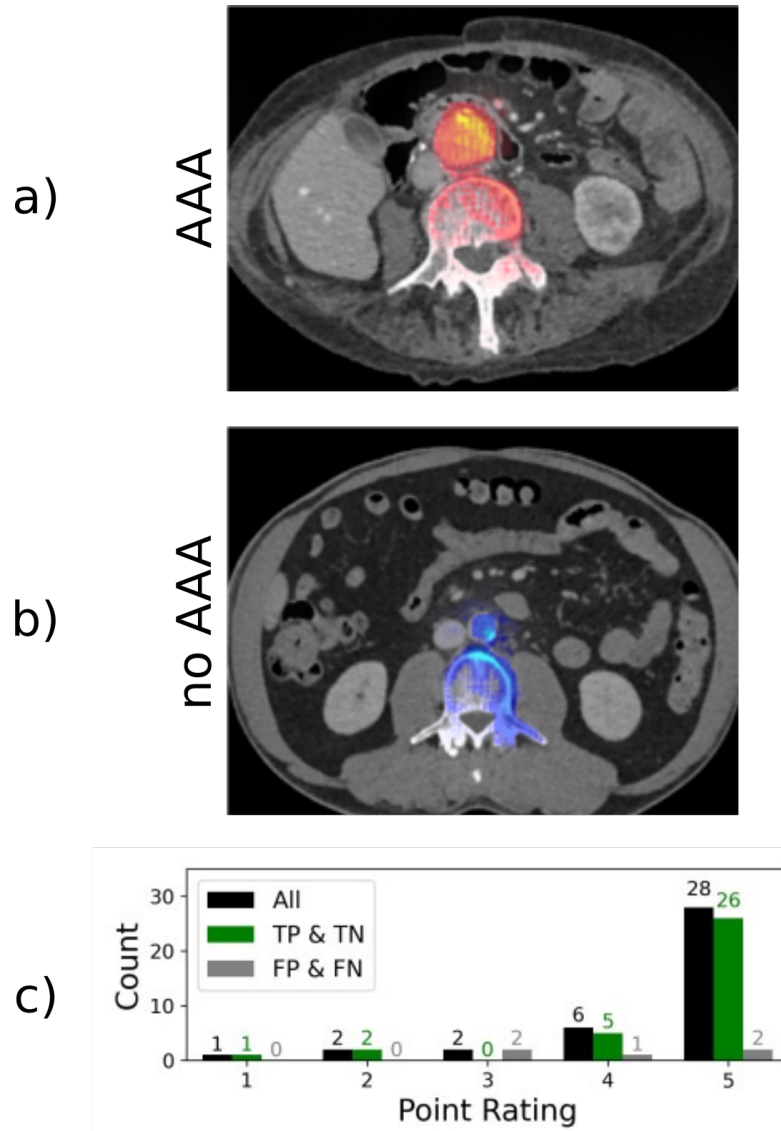 a)
AAA
b)
no AAA
c)
Count
30
20
10
0
All
TP & TN
FP & FN
1 1 0
2 2 0
2 0 2
6 5 1
28 26 2
1 2 3 4 5
Point Rating